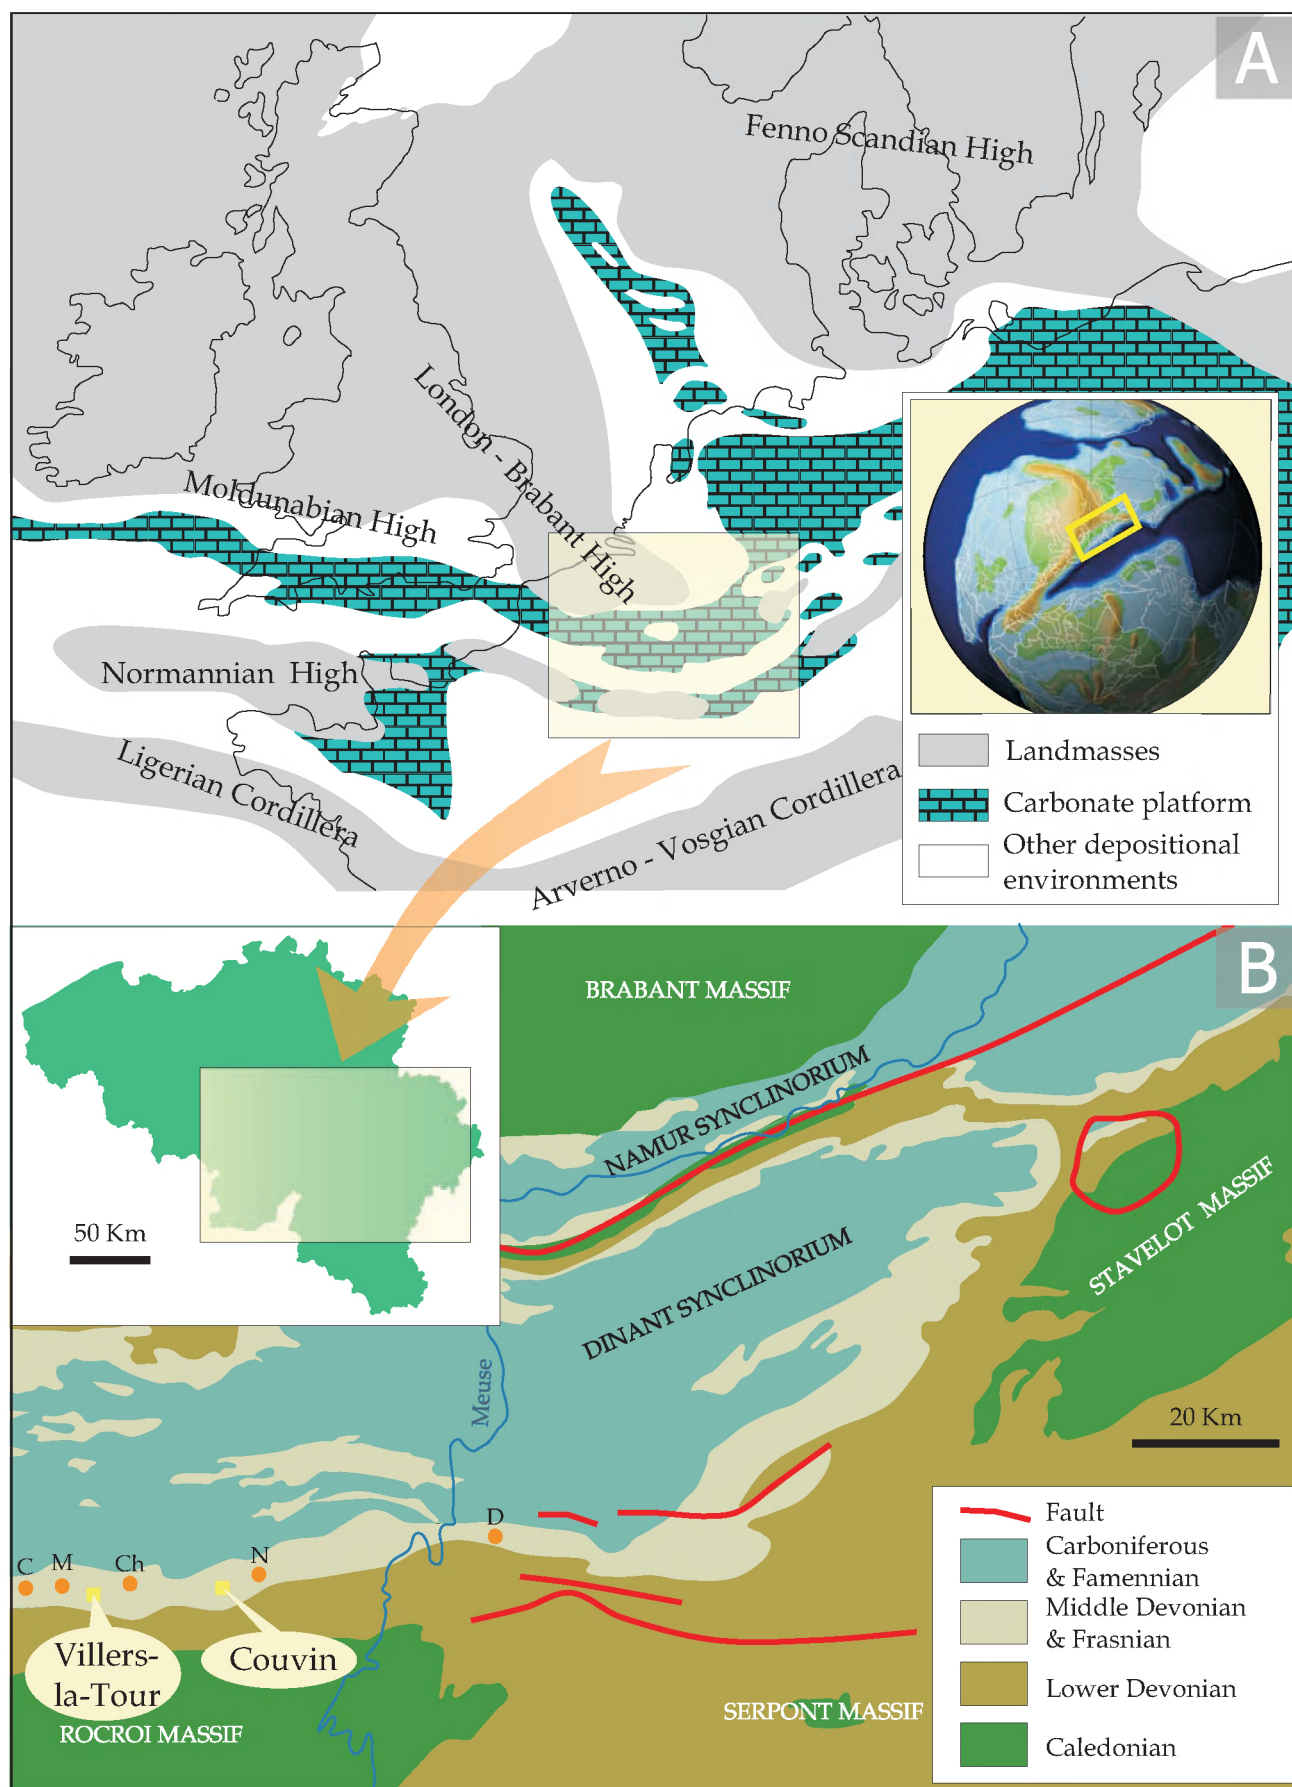 A
Fenno Scandian High
London - Brabant High
Moldunabian High
Normannian High
Ligerian Cordillera
Arverno - Vosgian Cordillera
Landmasses
Carbonate platform
Other depositional
environments
B
BRABANT MASSIF
NAMUR SYNCLINORIUM
DINANT SYNCLINORIUM
STAVELOT MASSIF
50 Km
Meuse
20 Km
C
M
Ch
N
D
Villers-
la-Tour
Couvin
ROCROI MASSIF
SERPONT MASSIF
Fault
Carboniferous
& Famennian
Middle Devonian
& Frasnian
Lower Devonian
Caledonian